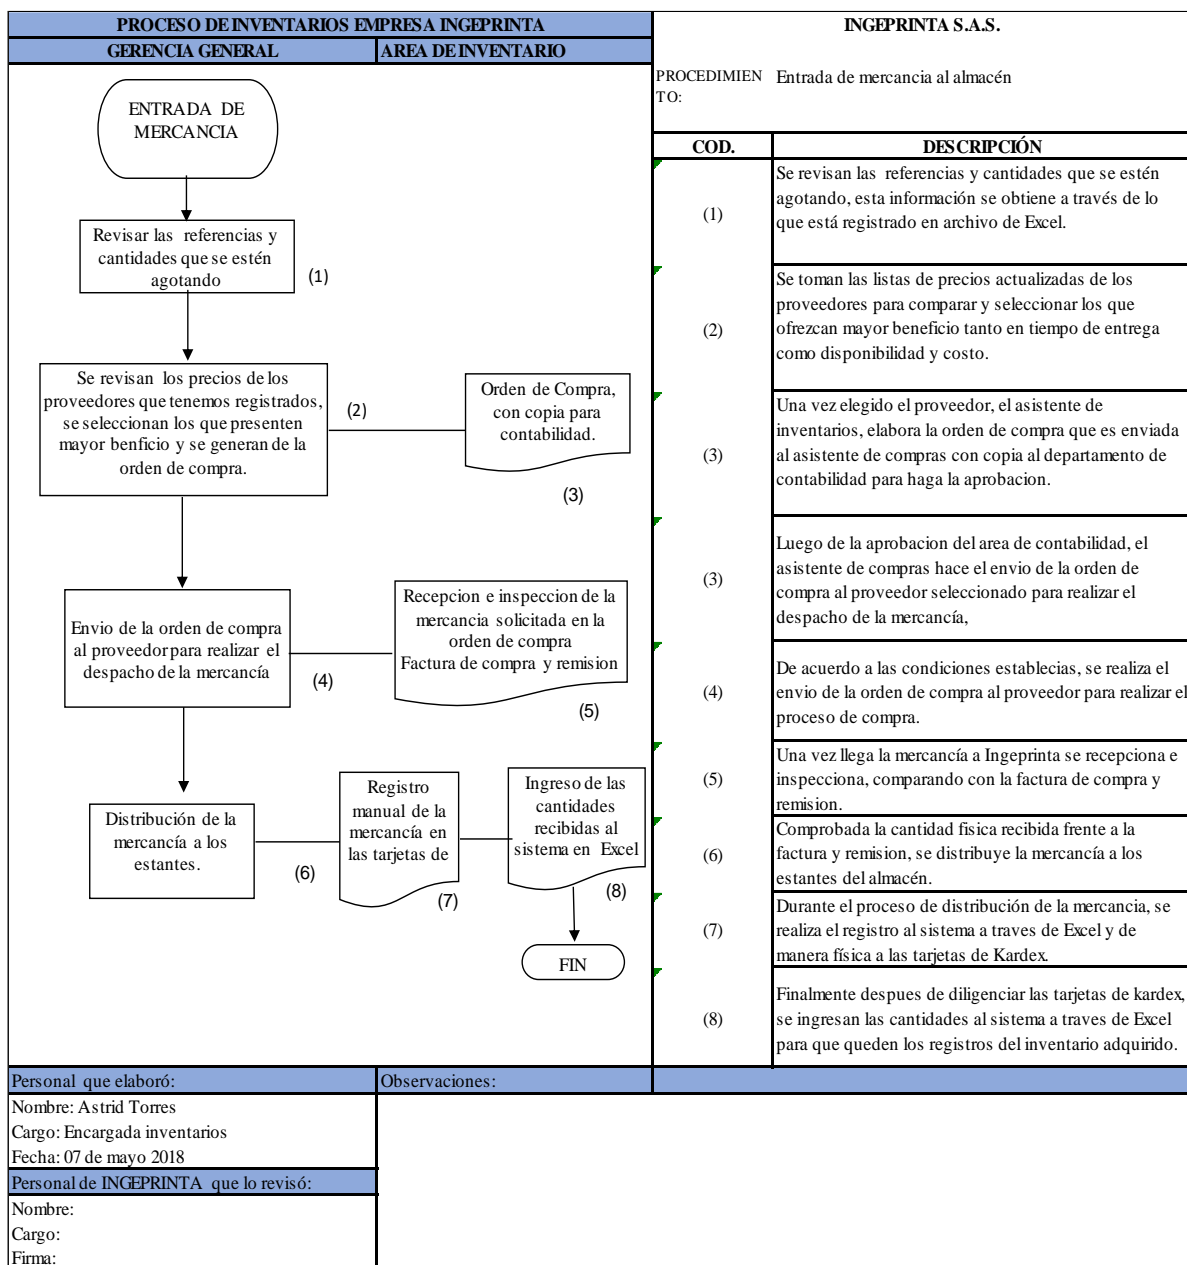 PROCESO DE INVENTARIOS EMPRESA INGEPRINTA
GERENCIA GENERAL
AREA DE INVENTARIO
ENTRADA DE
MERCANCIA
Revisar las referencias y
cantidades que se estén
agotando
(1)
Se revisan los precios de los
proveedores que tenemos registrados,
se seleccionan los que presenten
mayor benficio y se generan de la
orden de compra.
(2)
Orden de Compra,
con copia para
contabilidad.
(3)
Envio de la orden de compra
al proveedor para realizar el
despacho de la mercancía
(4)
Recepcion e inspeccion de la
mercancia solicitada en la
orden de compra
Factura de compra y remision
(5)
Distribución de la
mercancía a los
estantes.
(6)
Registro
manual de la
mercancía en
las tarjetas de
(7)
Ingreso de las
cantidades
recibidas al
sistema en Excel
(8)
FIN
INGEPRINTA S.A.S.
PROCEDIMIEN
TO:
Entrada de mercancia al almacén
COD.
DESCRIPCIÓN
(1)
Se revisan las referencias y cantidades que se estén
agotando, esta información se obtiene a través de lo
que está registrado en archivo de Excel.
(2)
Se toman las listas de precios actualizadas de los
proveedores para comparar y seleccionar los que
ofrezcan mayor beneficio tanto en tiempo de entrega
como disponibilidad y costo.
(3)
Una vez elegido el proveedor, el asistente de
inventarios, elabora la orden de compra que es enviada
al asistente de compras con copia al departamento de
contabilidad para haga la aprobacion.
(3)
Luego de la aprobacion del area de contabilidad, el
asistente de compras hace el envio de la orden de
compra al proveedor seleccionado para realizar el
despacho de la mercancía,
(4)
De acuerdo a las condiciones establecias, se realiza el
envio de la orden de compra al proveedor para realizar el
proceso de compra.
(5)
Una vez llega la mercancía a Ingeprinta se recepciona e
inspecciona, comparando con la factura de compra y
remision.
(6)
Comprobada la cantidad fisica recibida frente a la
factura y remision, se distribuye la mercancía a los
estantes del almacén.
(7)
Durante el proceso de distribución de la mercancia, se
realiza el registro al sistema a traves de Excel y de
manera física a las tarjetas de Kardex.
(8)
Finalmente despues de diligenciar las tarjetas de kardex,
se ingresan las cantidades al sistema a traves de Excel
para que queden los registros del inventario adquirido.
Personal que elaboró:
Observaciones:
Nombre: Astrid Torres
Cargo: Encargada inventarios
Fecha: 07 de mayo 2018
Personal de INGEPRINTA que lo revisó:
Nombre:
Cargo:
Firma: